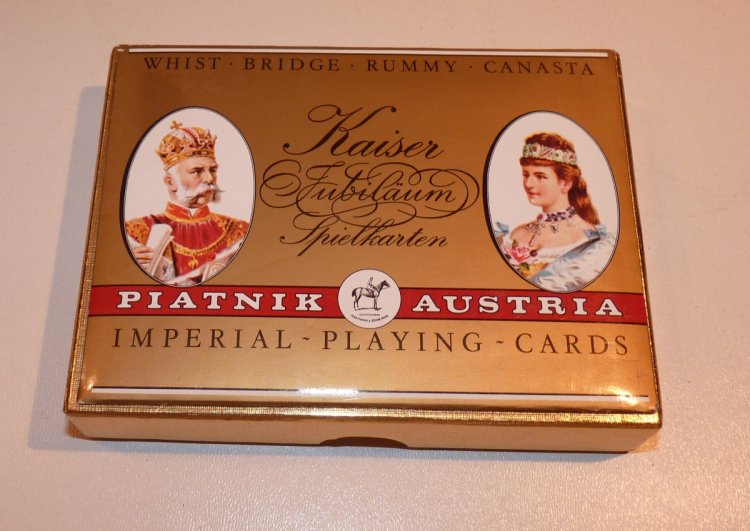 WHIST · BRIDGE · RUMMY · CANASTA
Kaiser
Jubiläum
Spielkarten
PIATNIK AUSTRIA
IMPERIAL ~ PLAYING ~ CARDS